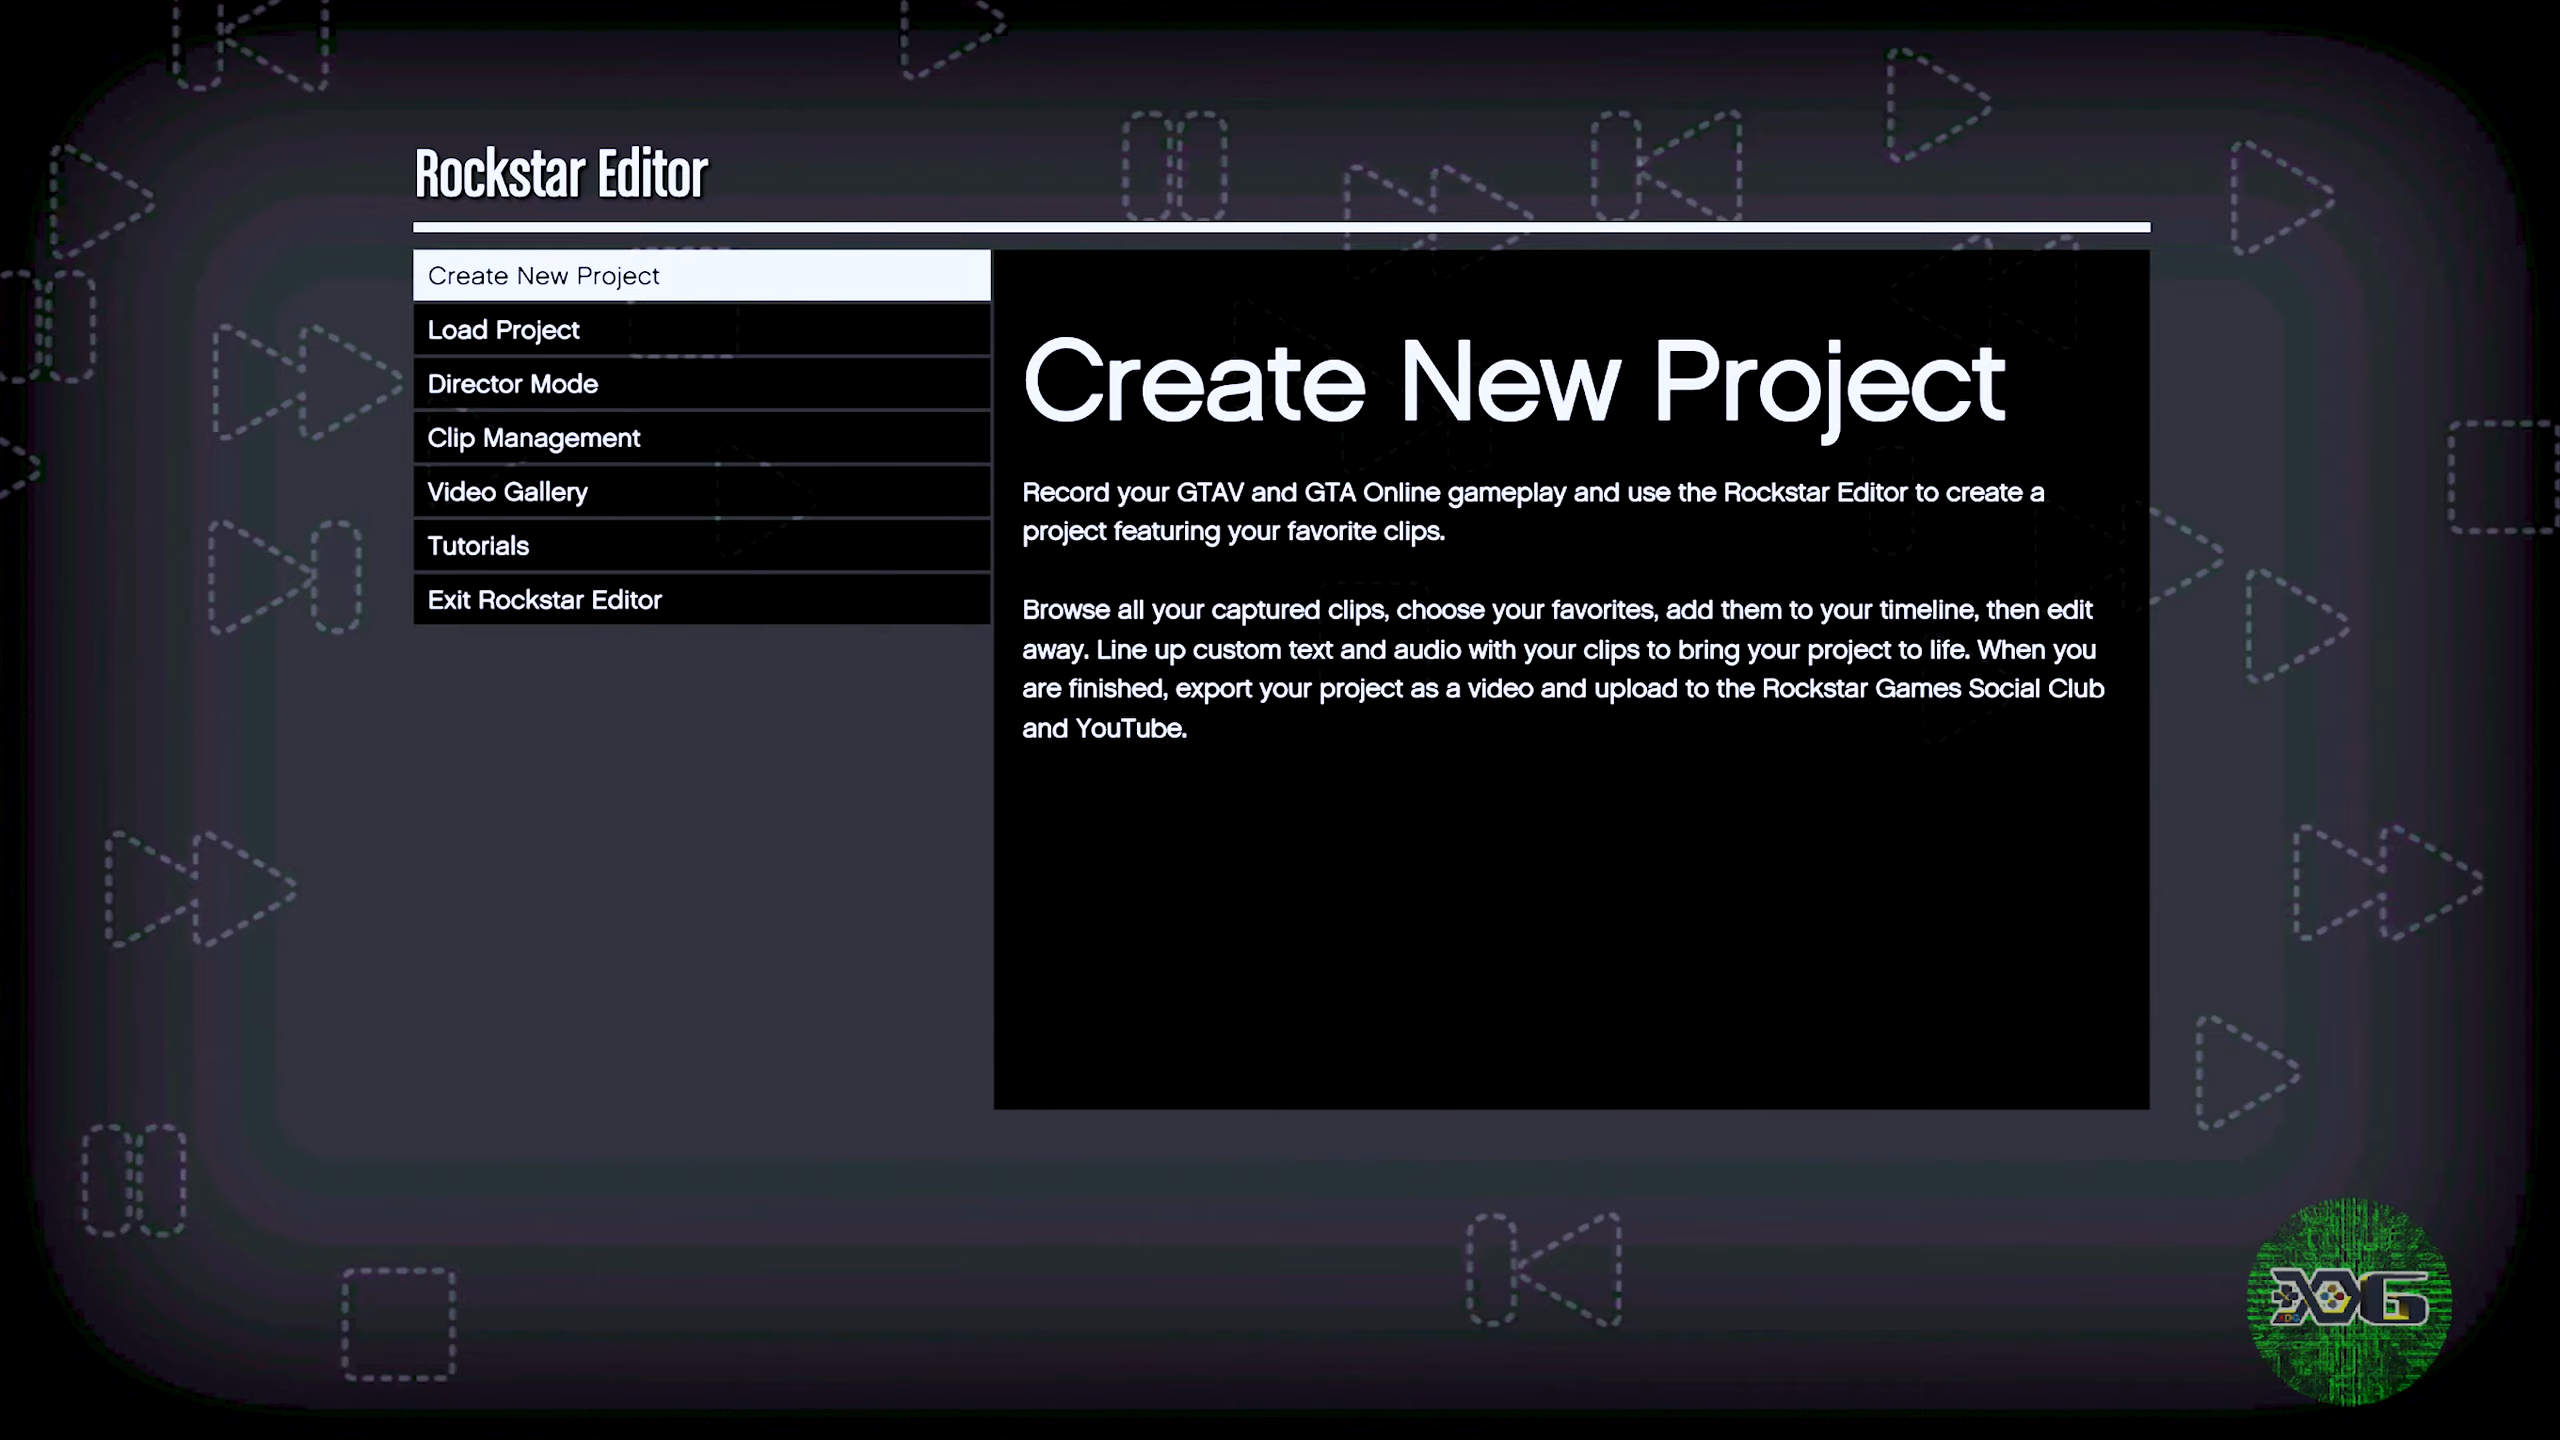 Rockstar Editor
Create New Project
Load Project
Director Mode
Clip Management
Video Gallery
Tutorials
Exit Rockstar Editor
Create New Project
Record your GTAV and GTA Online gameplay and use the Rockstar Editor to create a
project featuring your favorite clips.
Browse all your captured clips, choose your favorites, add them to your timeline, then edit
away. Line up custom text and audio with your clips to bring your project to life. When you
are finished, export your project as a video and upload to the Rockstar Games Social Club
and YouTube.